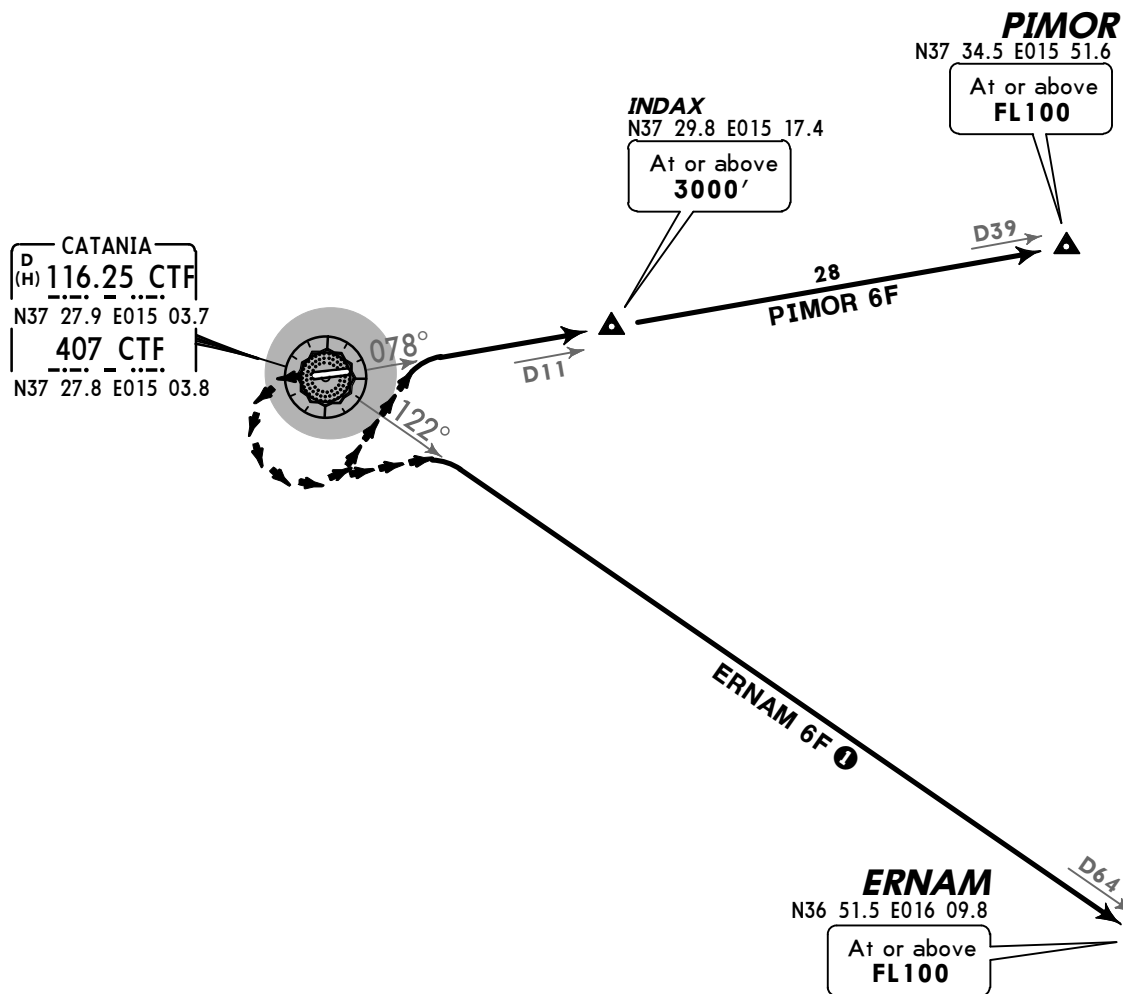 PIMOR
N37 34.5 E015 51.6
At or above
FL100
INDAX
N37 29.8 E015 17.4
At or above
3000'
CATANIA
D
(H) 116.25 CTF
N37 27.9 E015 03.7
407 CTF
N37 27.8 E015 03.8
078°
D11
28
PIMOR 6F
D39
122°
ERNAM 6F 1
D64
ERNAM
N36 51.5 E016 09.8
At or above
FL100